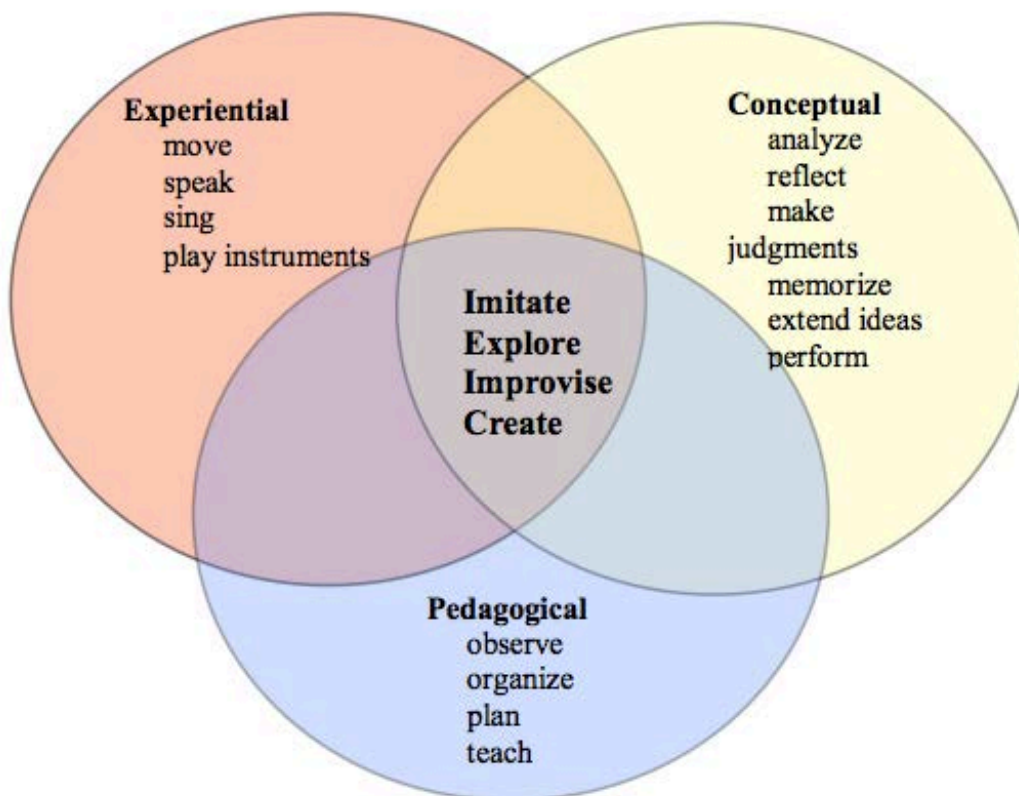 Experiential
move
speak
sing
play instruments
Conceptual
analyze
reflect
make
judgments
memorize
extend ideas
perform
Imitate
Explore
Improvise
Create
Pedagogical
observe
organize
plan
teach